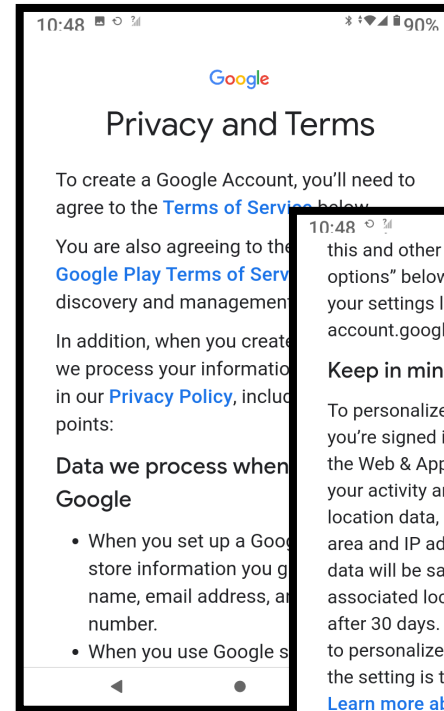 10:48
90%
Google
Privacy and Terms
To create a Google Account, you'll need to
agree to the Terms of Service below
You are also agreeing to the
Google Play Terms of Serv
discovery and management
In addition, when you create
we process your informatio
in our Privacy Policy, includ
points:
Data we process when
Google
• When you set up a Goog
store information you g
name, email address, an
number.
• When you use Google s
10:48
this and other
options" below
your settings l
account.googl
Keep in min
To personalize
you're signed i
the Web & App
your activity an
location data,
area and IP ad
data will be sa
associated loc
after 30 days.
to personalize
the setting is t
Learn more ab